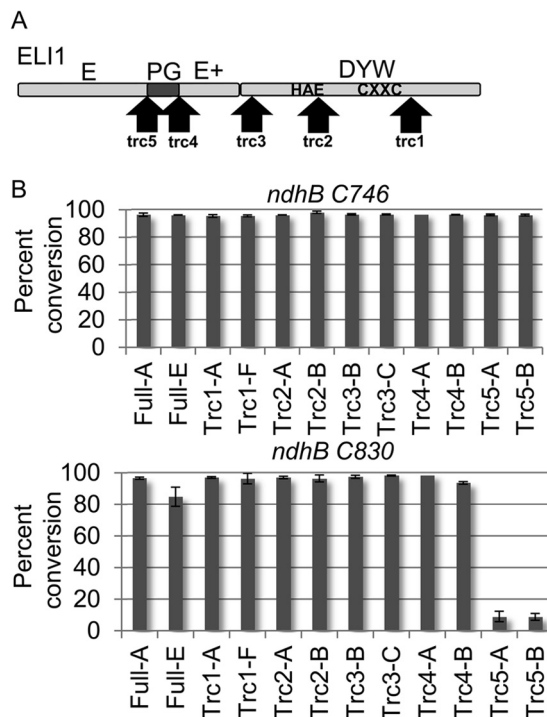 A
ELI1
E PG E+ DYW
HAE CXXC
trc5 trc4 trc3 trc2 trc1
B
ndhB C746
Percent conversion
100
80
60
40
20
0
Full-A Full-E Trc1-A Trc1-F Trc2-A Trc2-B Trc3-B Trc3-C Trc4-A Trc4-B Trc5-A Trc5-B
ndhB C830
Percent conversion
100
80
60
40
20
0
Full-A Full-E Trc1-A Trc1-F Trc2-A Trc2-B Trc3-B Trc3-C Trc4-A Trc4-B Trc5-A Trc5-B